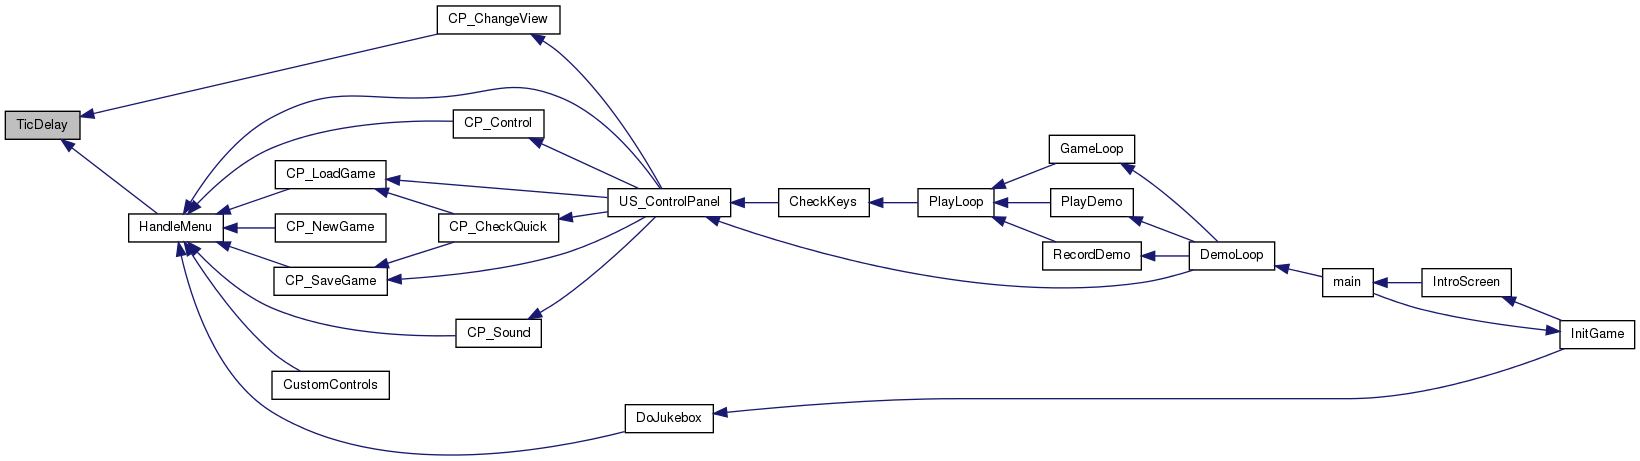 CP_ChangeView
TicDelay
CP_Control
GameLoop
CP_LoadGame
US_ControlPanel
CheckKeys
PlayLoop
PlayDemo
HandleMenu
CP_NewGame
CP_CheckQuick
RecordDemo
DemoLoop
CP_SaveGame
main
IntroScreen
CP_Sound
InitGame
CustomControls
DoJukebox